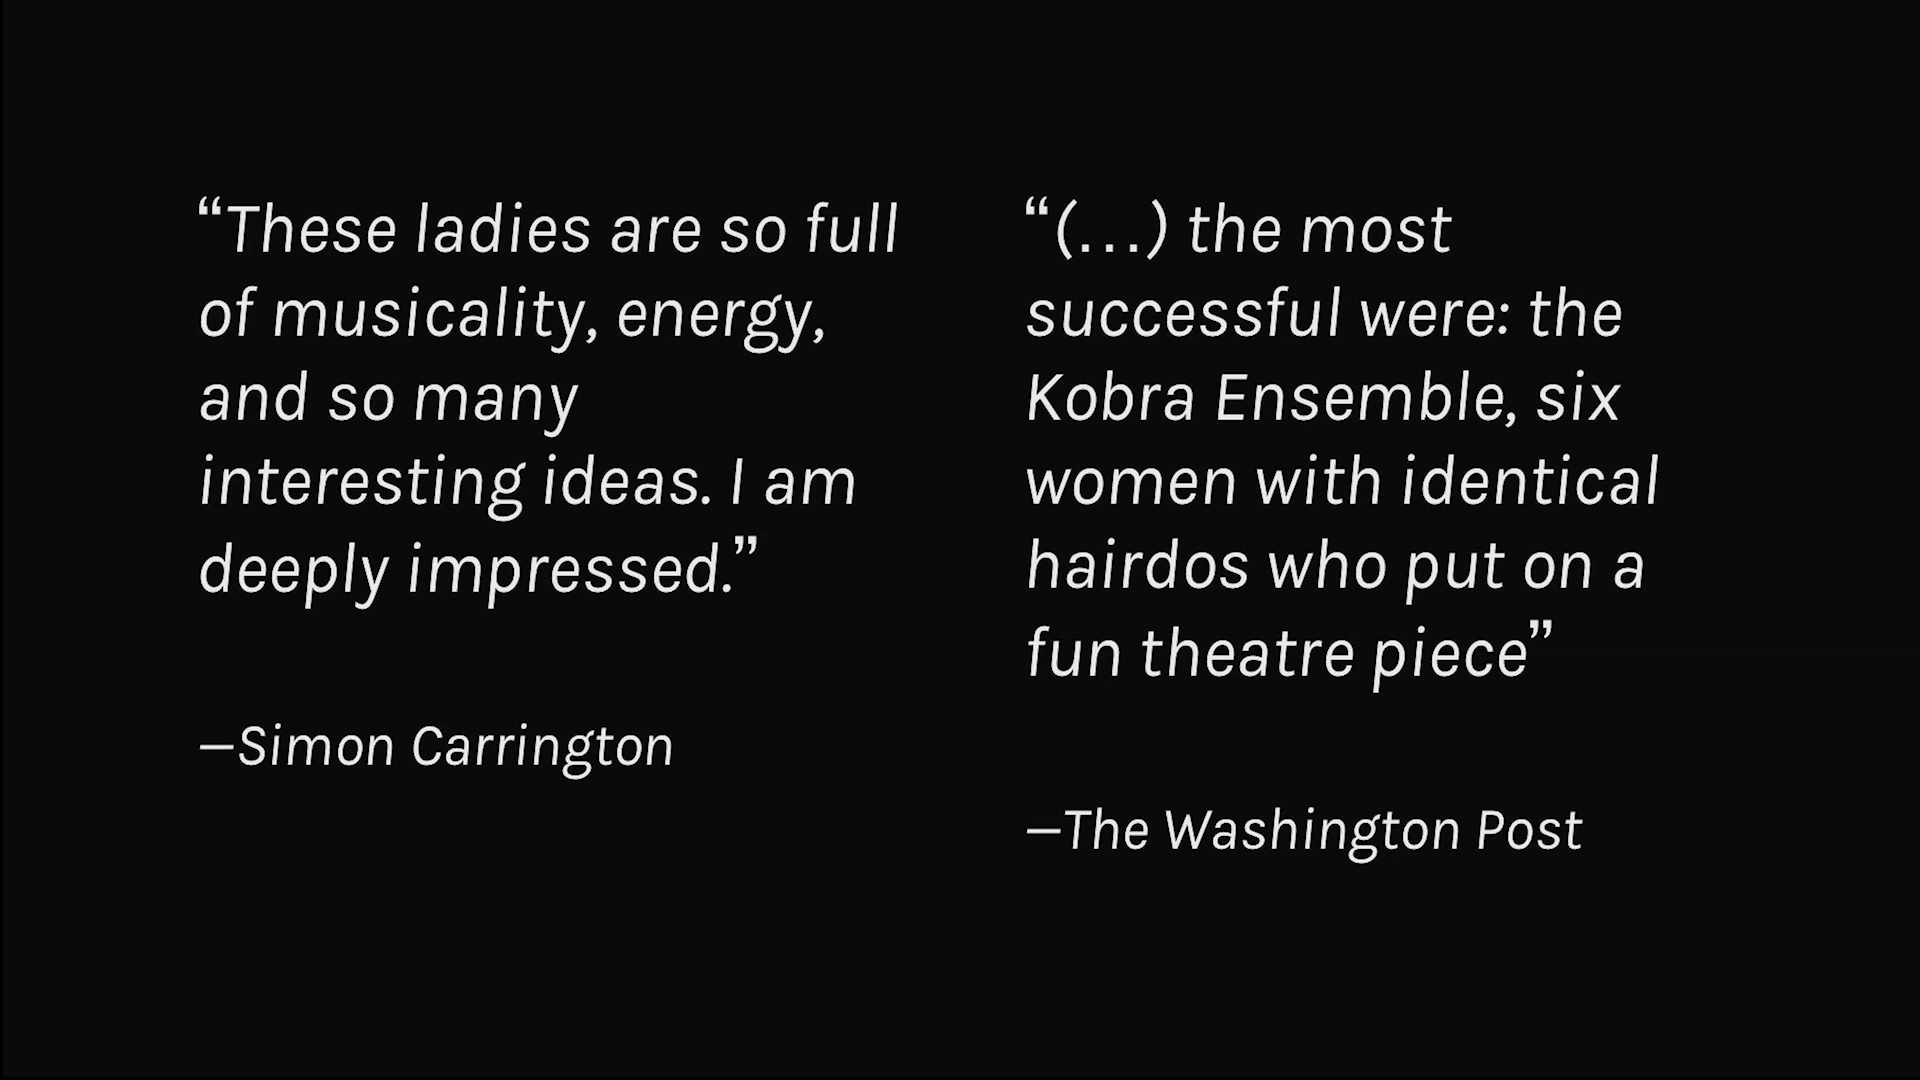 “These ladies are so full
of musicality, energy,
and so many
interesting ideas. I am
deeply impressed.”
—Simon Carrington
“(...) the most
successful were: the
Kobra Ensemble, six
women with identical
hairdos who put on a
fun theatre piece”
—The Washington Post